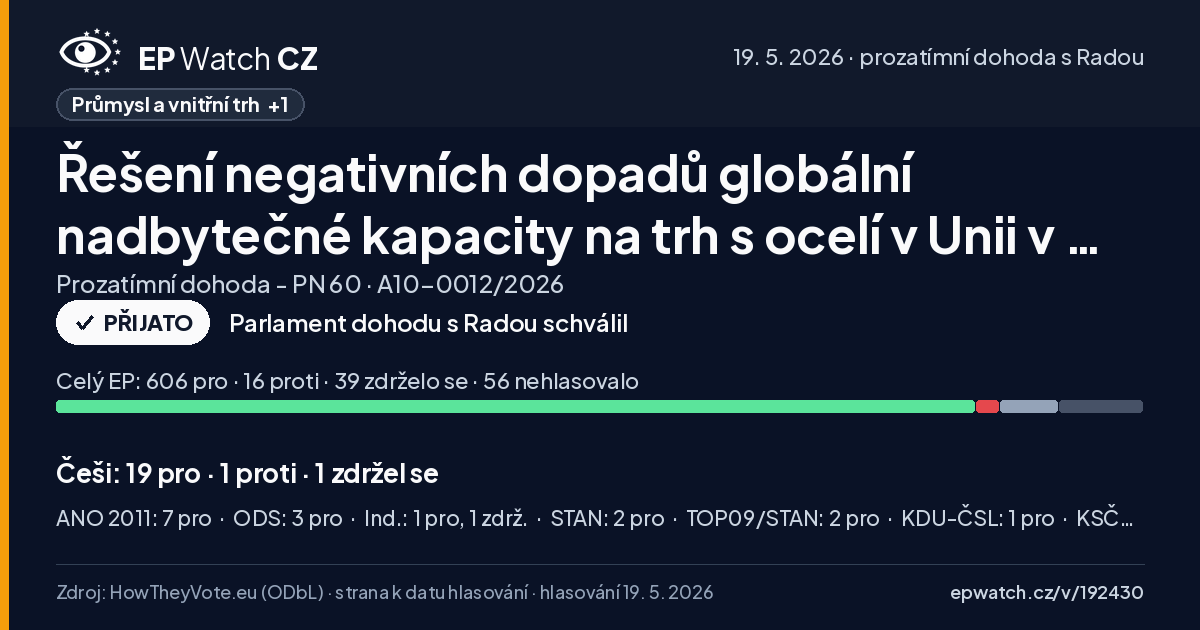 EP Watch CZ
19. 5. 2026 · prozatímní dohoda s Radou
Průmysl a vnitřní trh +1
Řešení negativních dopadů globální
nadbytečné kapacity na trh s ocelí v Unii v …
Prozatímní dohoda – PN 60 · A10–0012/2026
✓ PŘIJATO Parlament dohodu s Radou schválil
Celý EP: 606 pro · 16 proti · 39 zdrželo se · 56 nehlasovalo
Češi: 19 pro · 1 proti · 1 zdržel se
ANO 2011: 7 pro · ODS: 3 pro · Ind.: 1 pro, 1 zdrž. · STAN: 2 pro · TOP09/STAN: 2 pro · KDU-ČSL: 1 pro · KSČ…
Zdroj: HowTheyVote.eu (ODbL) · strana k datu hlasování · hlasování 19. 5. 2026
epwatch.cz/v/192430